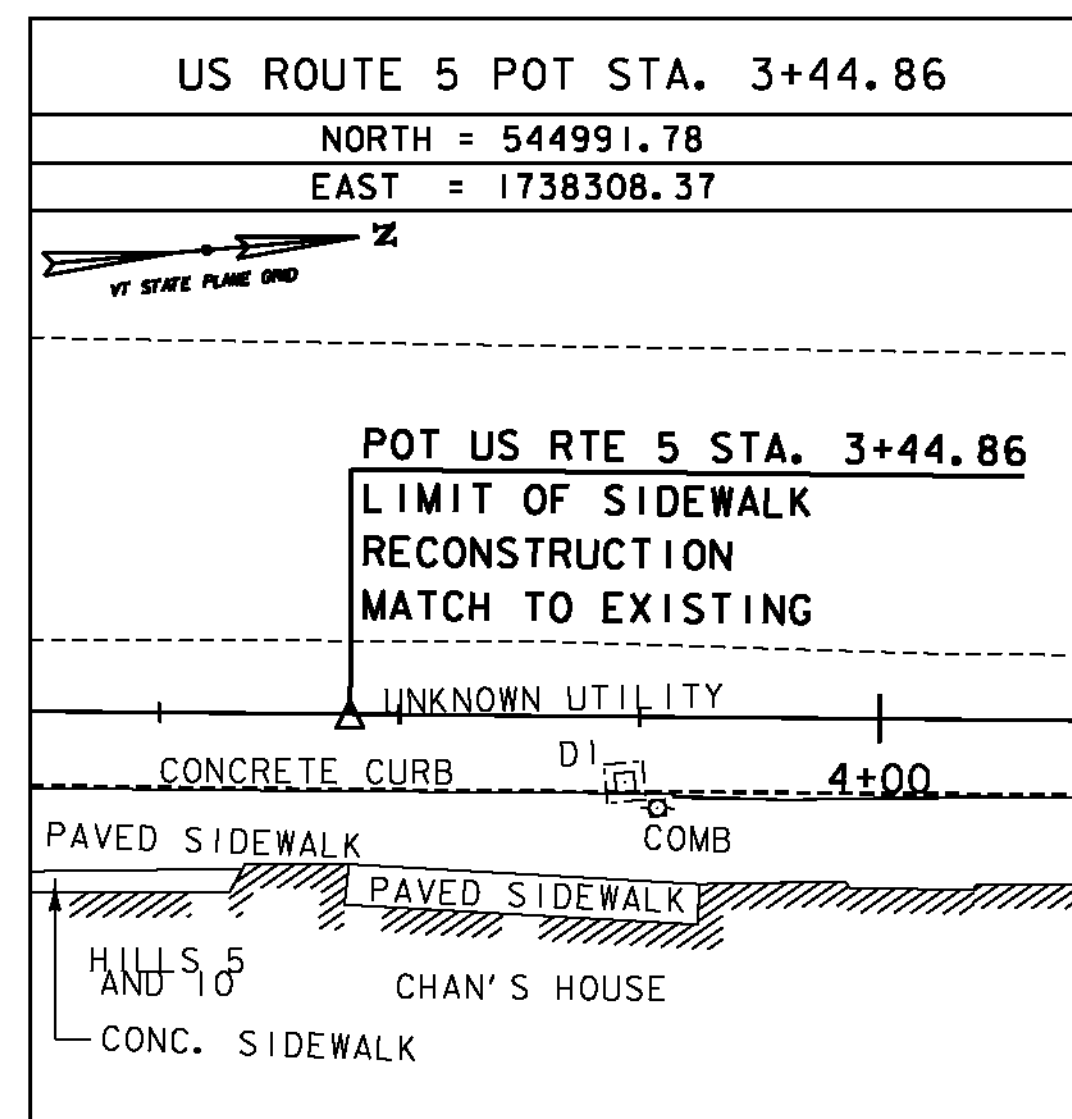 US ROUTE 5 POT STA. 3+44.86
NORTH = 544991.78
EAST = 1738308.37
Z
VT STATE PLANE GRID
POT US RTE 5 STA. 3+44.86
LIMIT OF SIDEWALK
RECONSTRUCTION
MATCH TO EXISTING
UNKNOWN UTILITY
DI
CONCRETE CURB
4+00
PAVED SIDEWALK
COMB
PAVED SIDEWALK
HILLS 5
AND 10
CHAN'S HOUSE
CONC. SIDEWALK